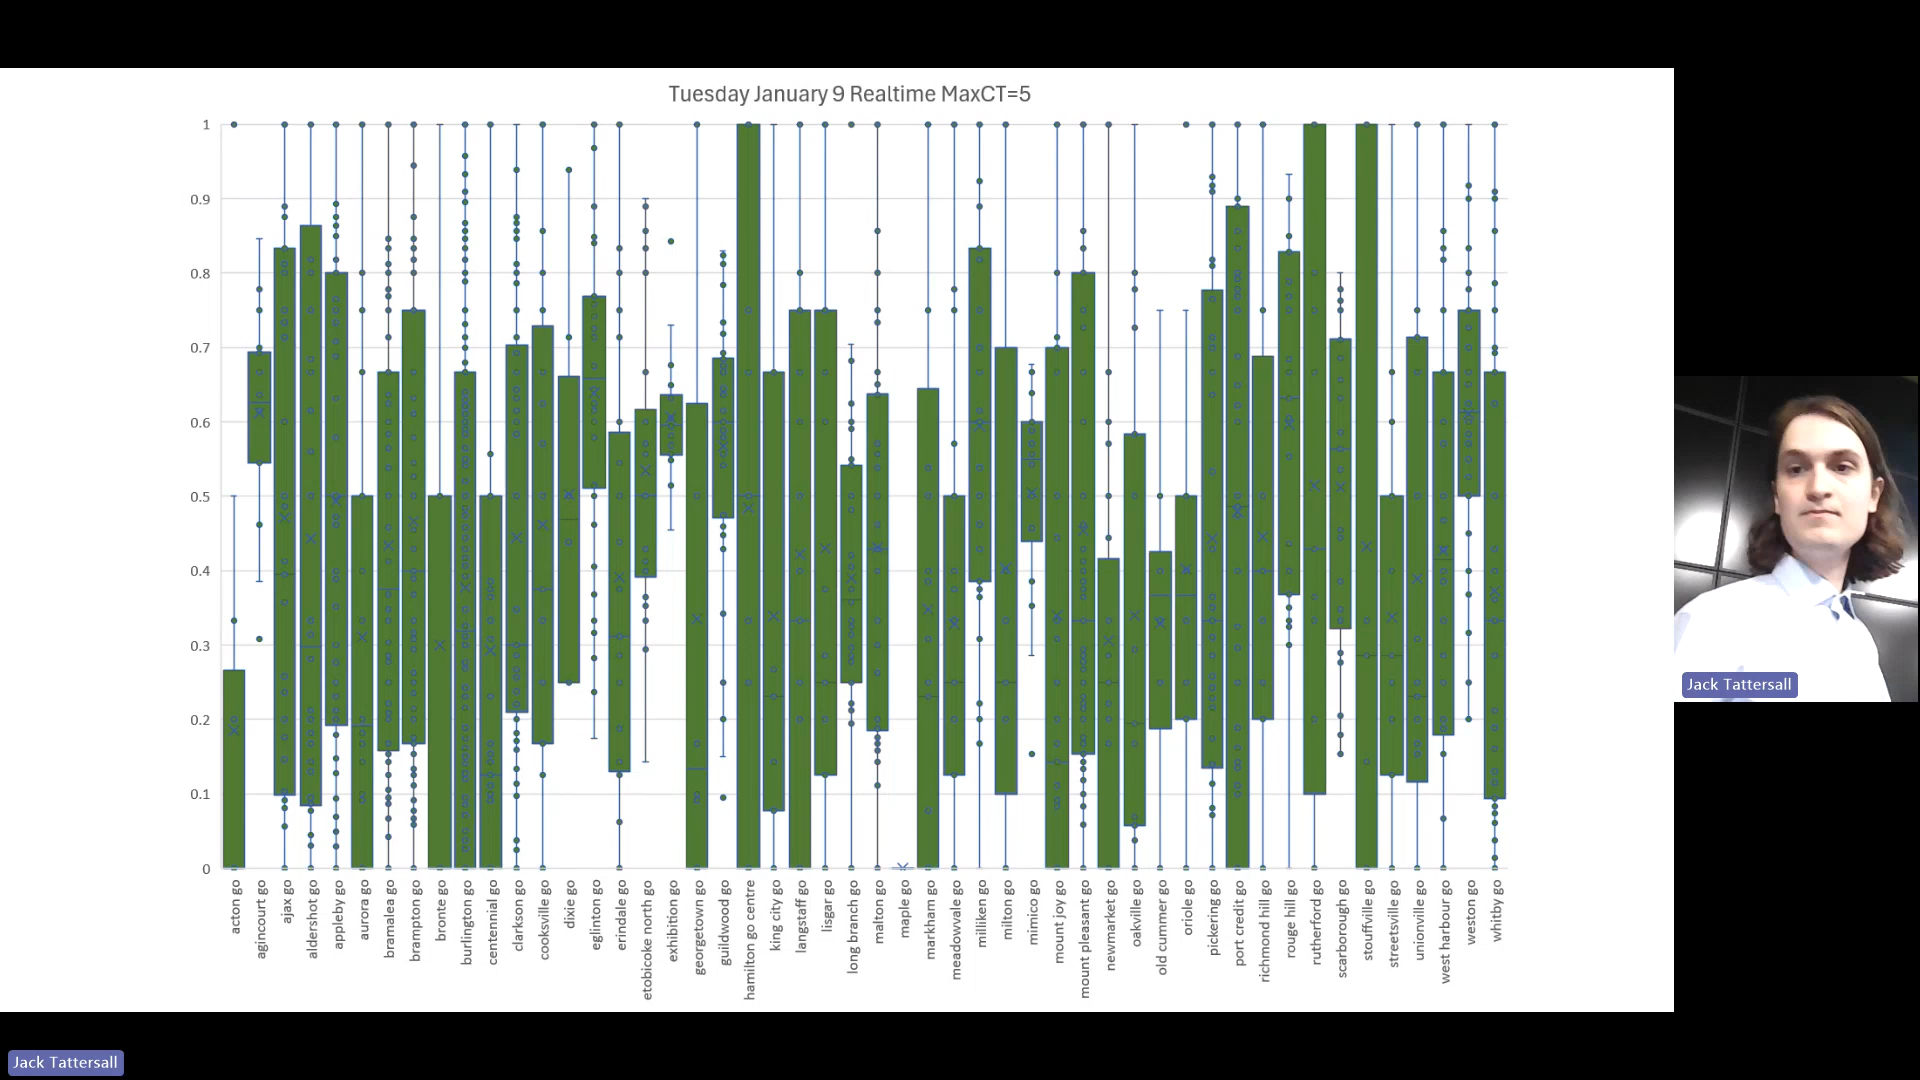 Tuesday January 9 Realtime MaxCT=5
1
0.9
0.8
0.7
0.6
0.5
0.4
0.3
0.2
0.1
0
acton go
agincourt go
ajax go
aldershot go
appleby go
aurora go
bramalea go
brampton go
bronte go
burlington go
centennial go
clarkson go
cooksville go
dixie go
eglinton go
erindale go
etobicoke north go
exhibition go
georgetown go
guildwood go
hamilton go centre
king city go
langstaff go
lisgar go
long branch go
malton go
maple go
markham go
meadowvale go
milliken go
milton go
mimico go
mount joy go
mount pleasant go
newmarket go
oakville go
old cummer go
oriole go
pickering go
port credit go
richmond hill go
rouge hill go
rutherford go
scarborough go
stouffville go
streetsville go
unionville go
west harbour go
weston go
whitby go
Jack Tattersall
Jack Tattersall